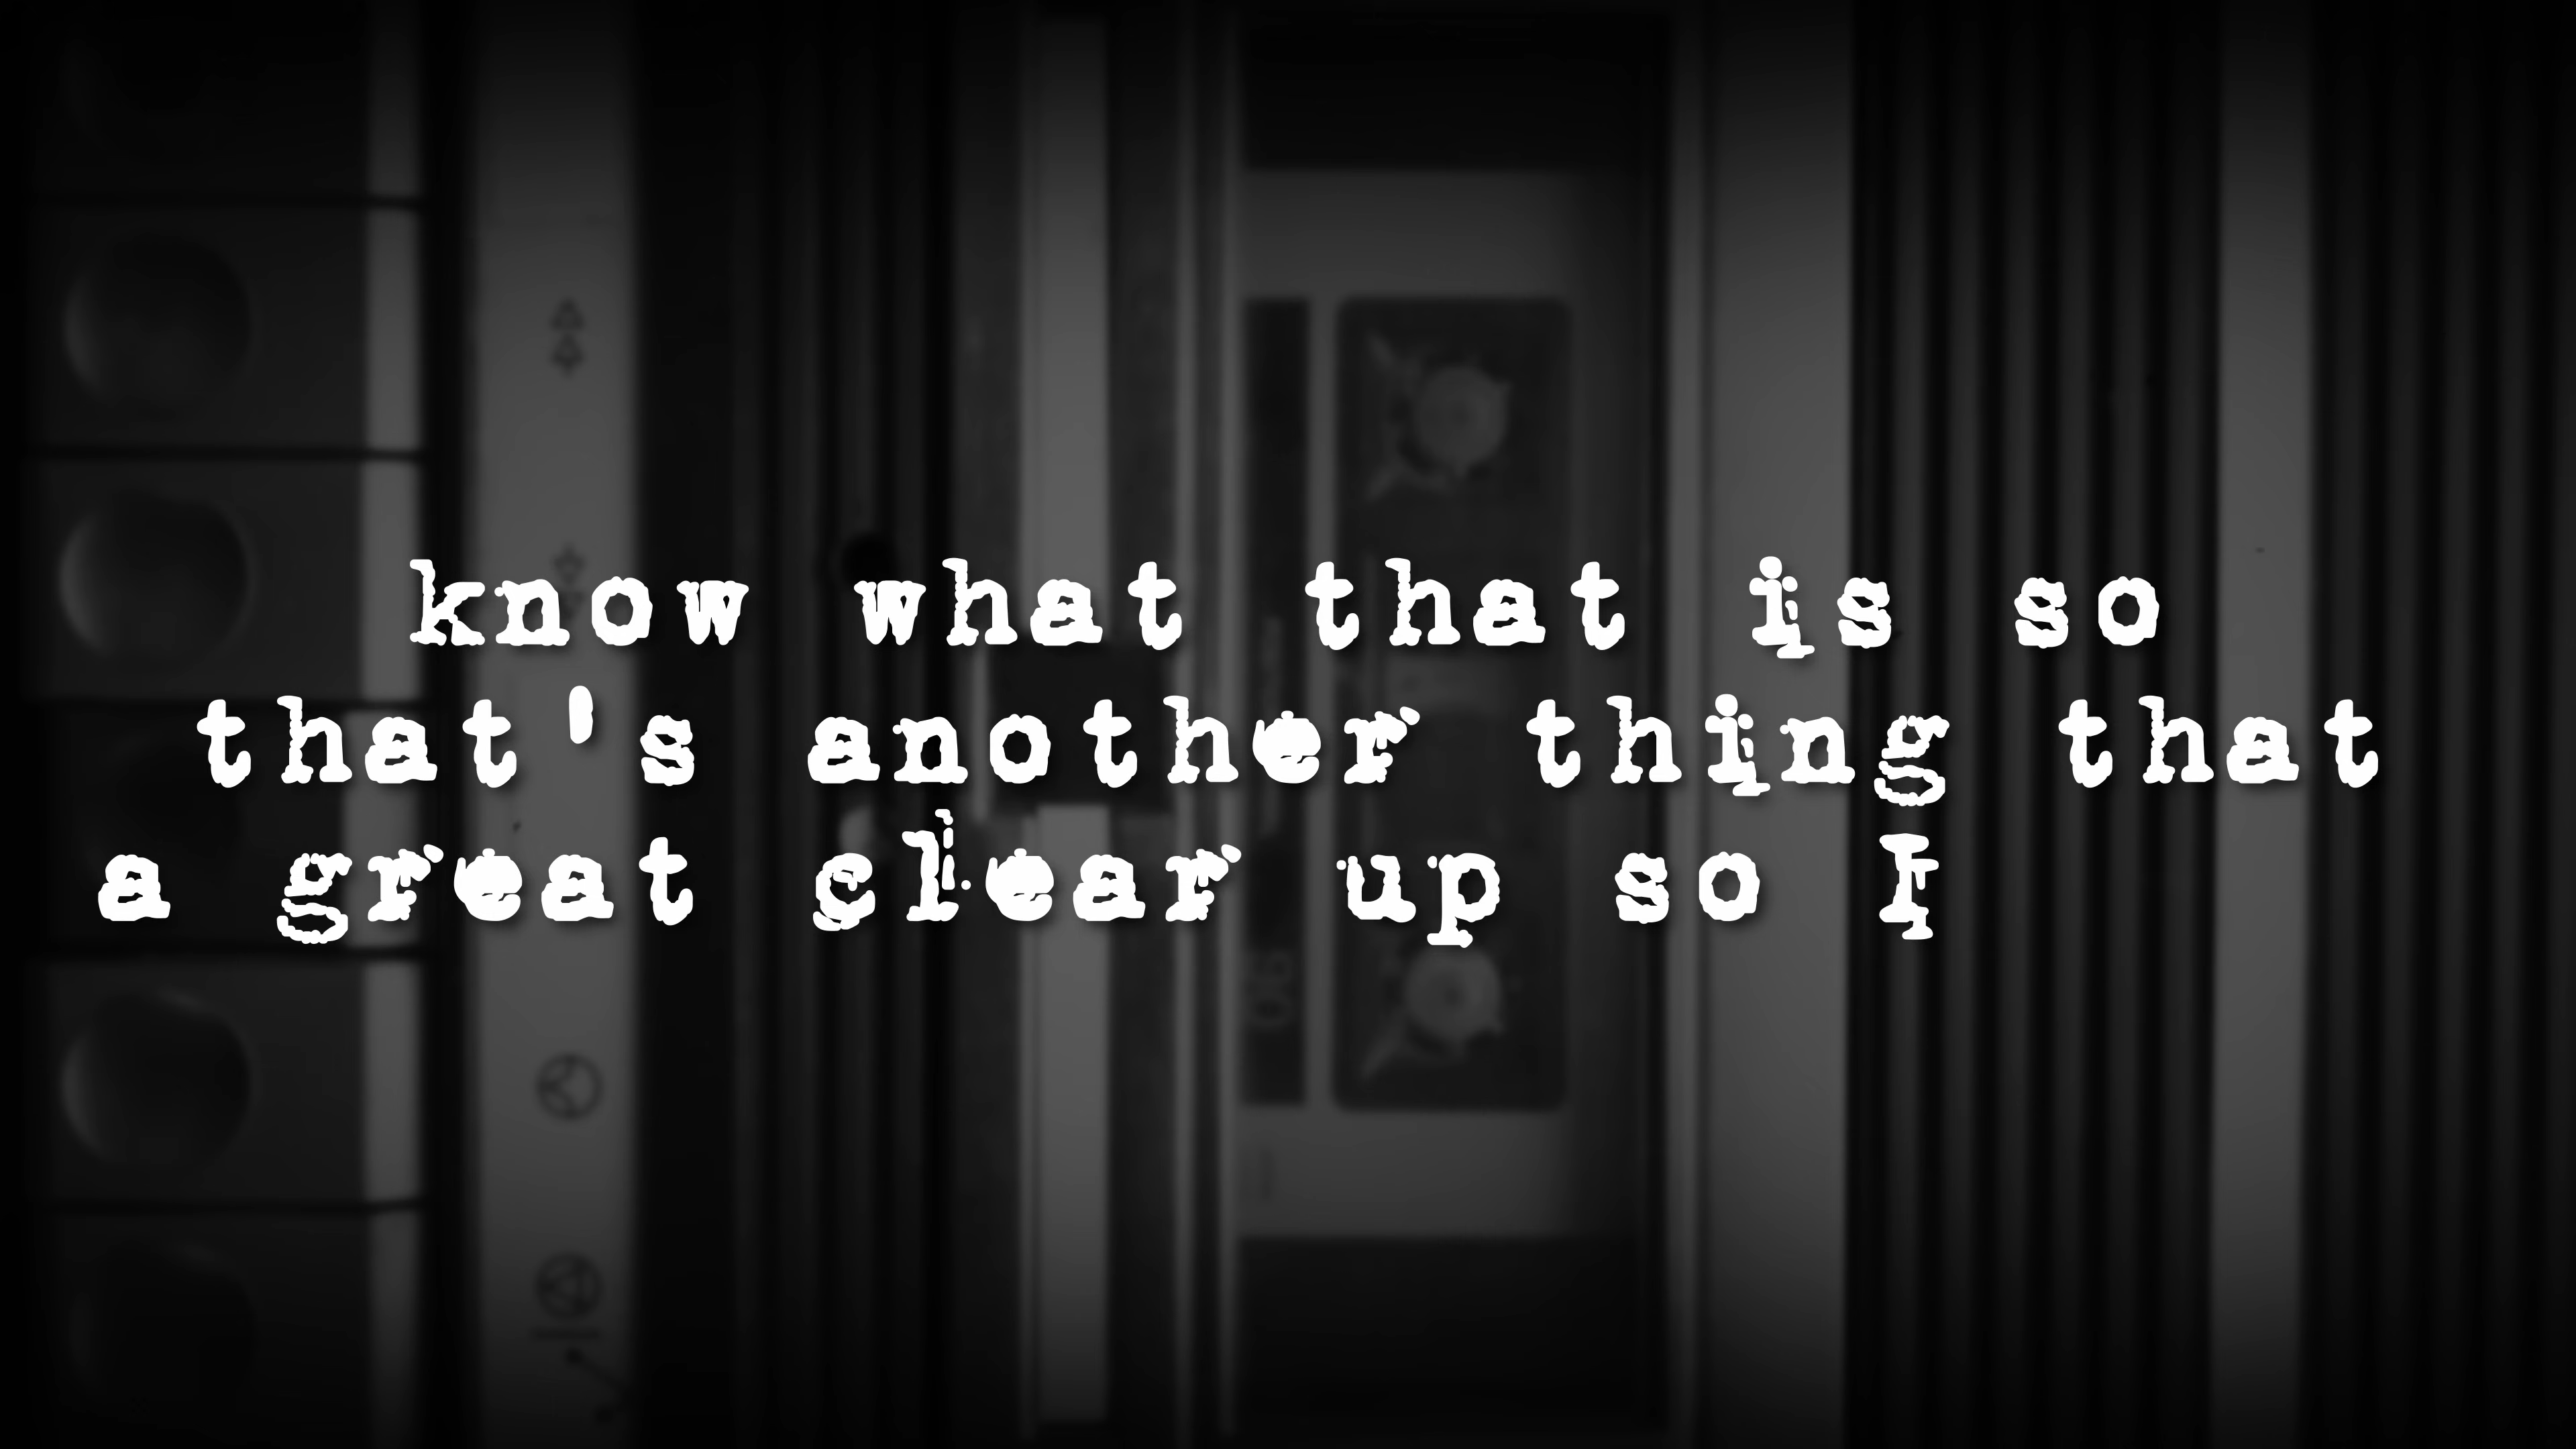 know what that is so
that's another thing that
a great clear up so I